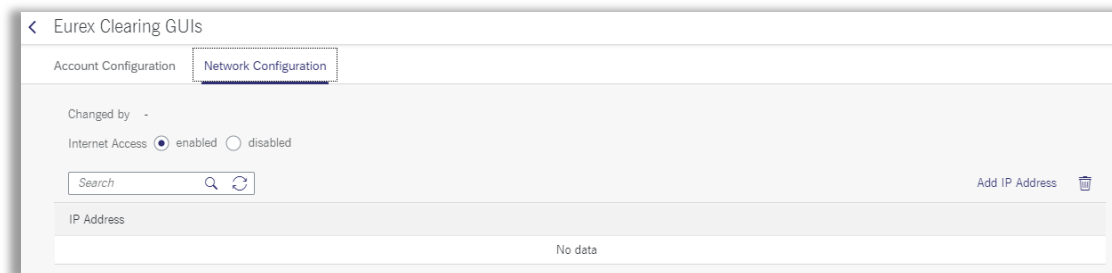 Eurex Clearing GUIs
Account Configuration Network Configuration
Changed by -
Internet Access enabled disabled
Search Add IP Address
IP Address
No data